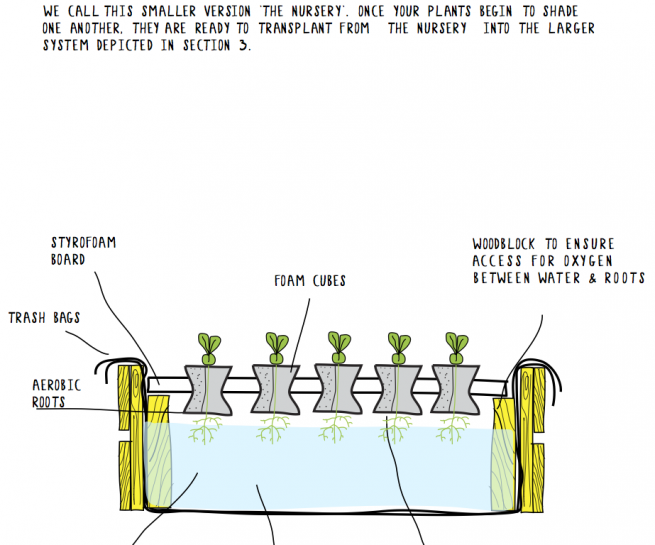 WE CALL THIS SMALLER VERSION 'THE NURSERY'. ONCE YOUR PLANTS BEGIN TO SHADE
ONE ANOTHER, THEY ARE READY TO TRANSPLANT FROM THE NURSERY INTO THE LARGER
SYSTEM DEPICTED IN SECTION 3.
STYROFOAM
BOARD
WOODBLOCK TO ENSURE
ACCESS FOR OXYGEN
BETWEEN WATER & ROOTS
FOAM CUBES
TRASH BAGS
AEROBIC
ROOTS